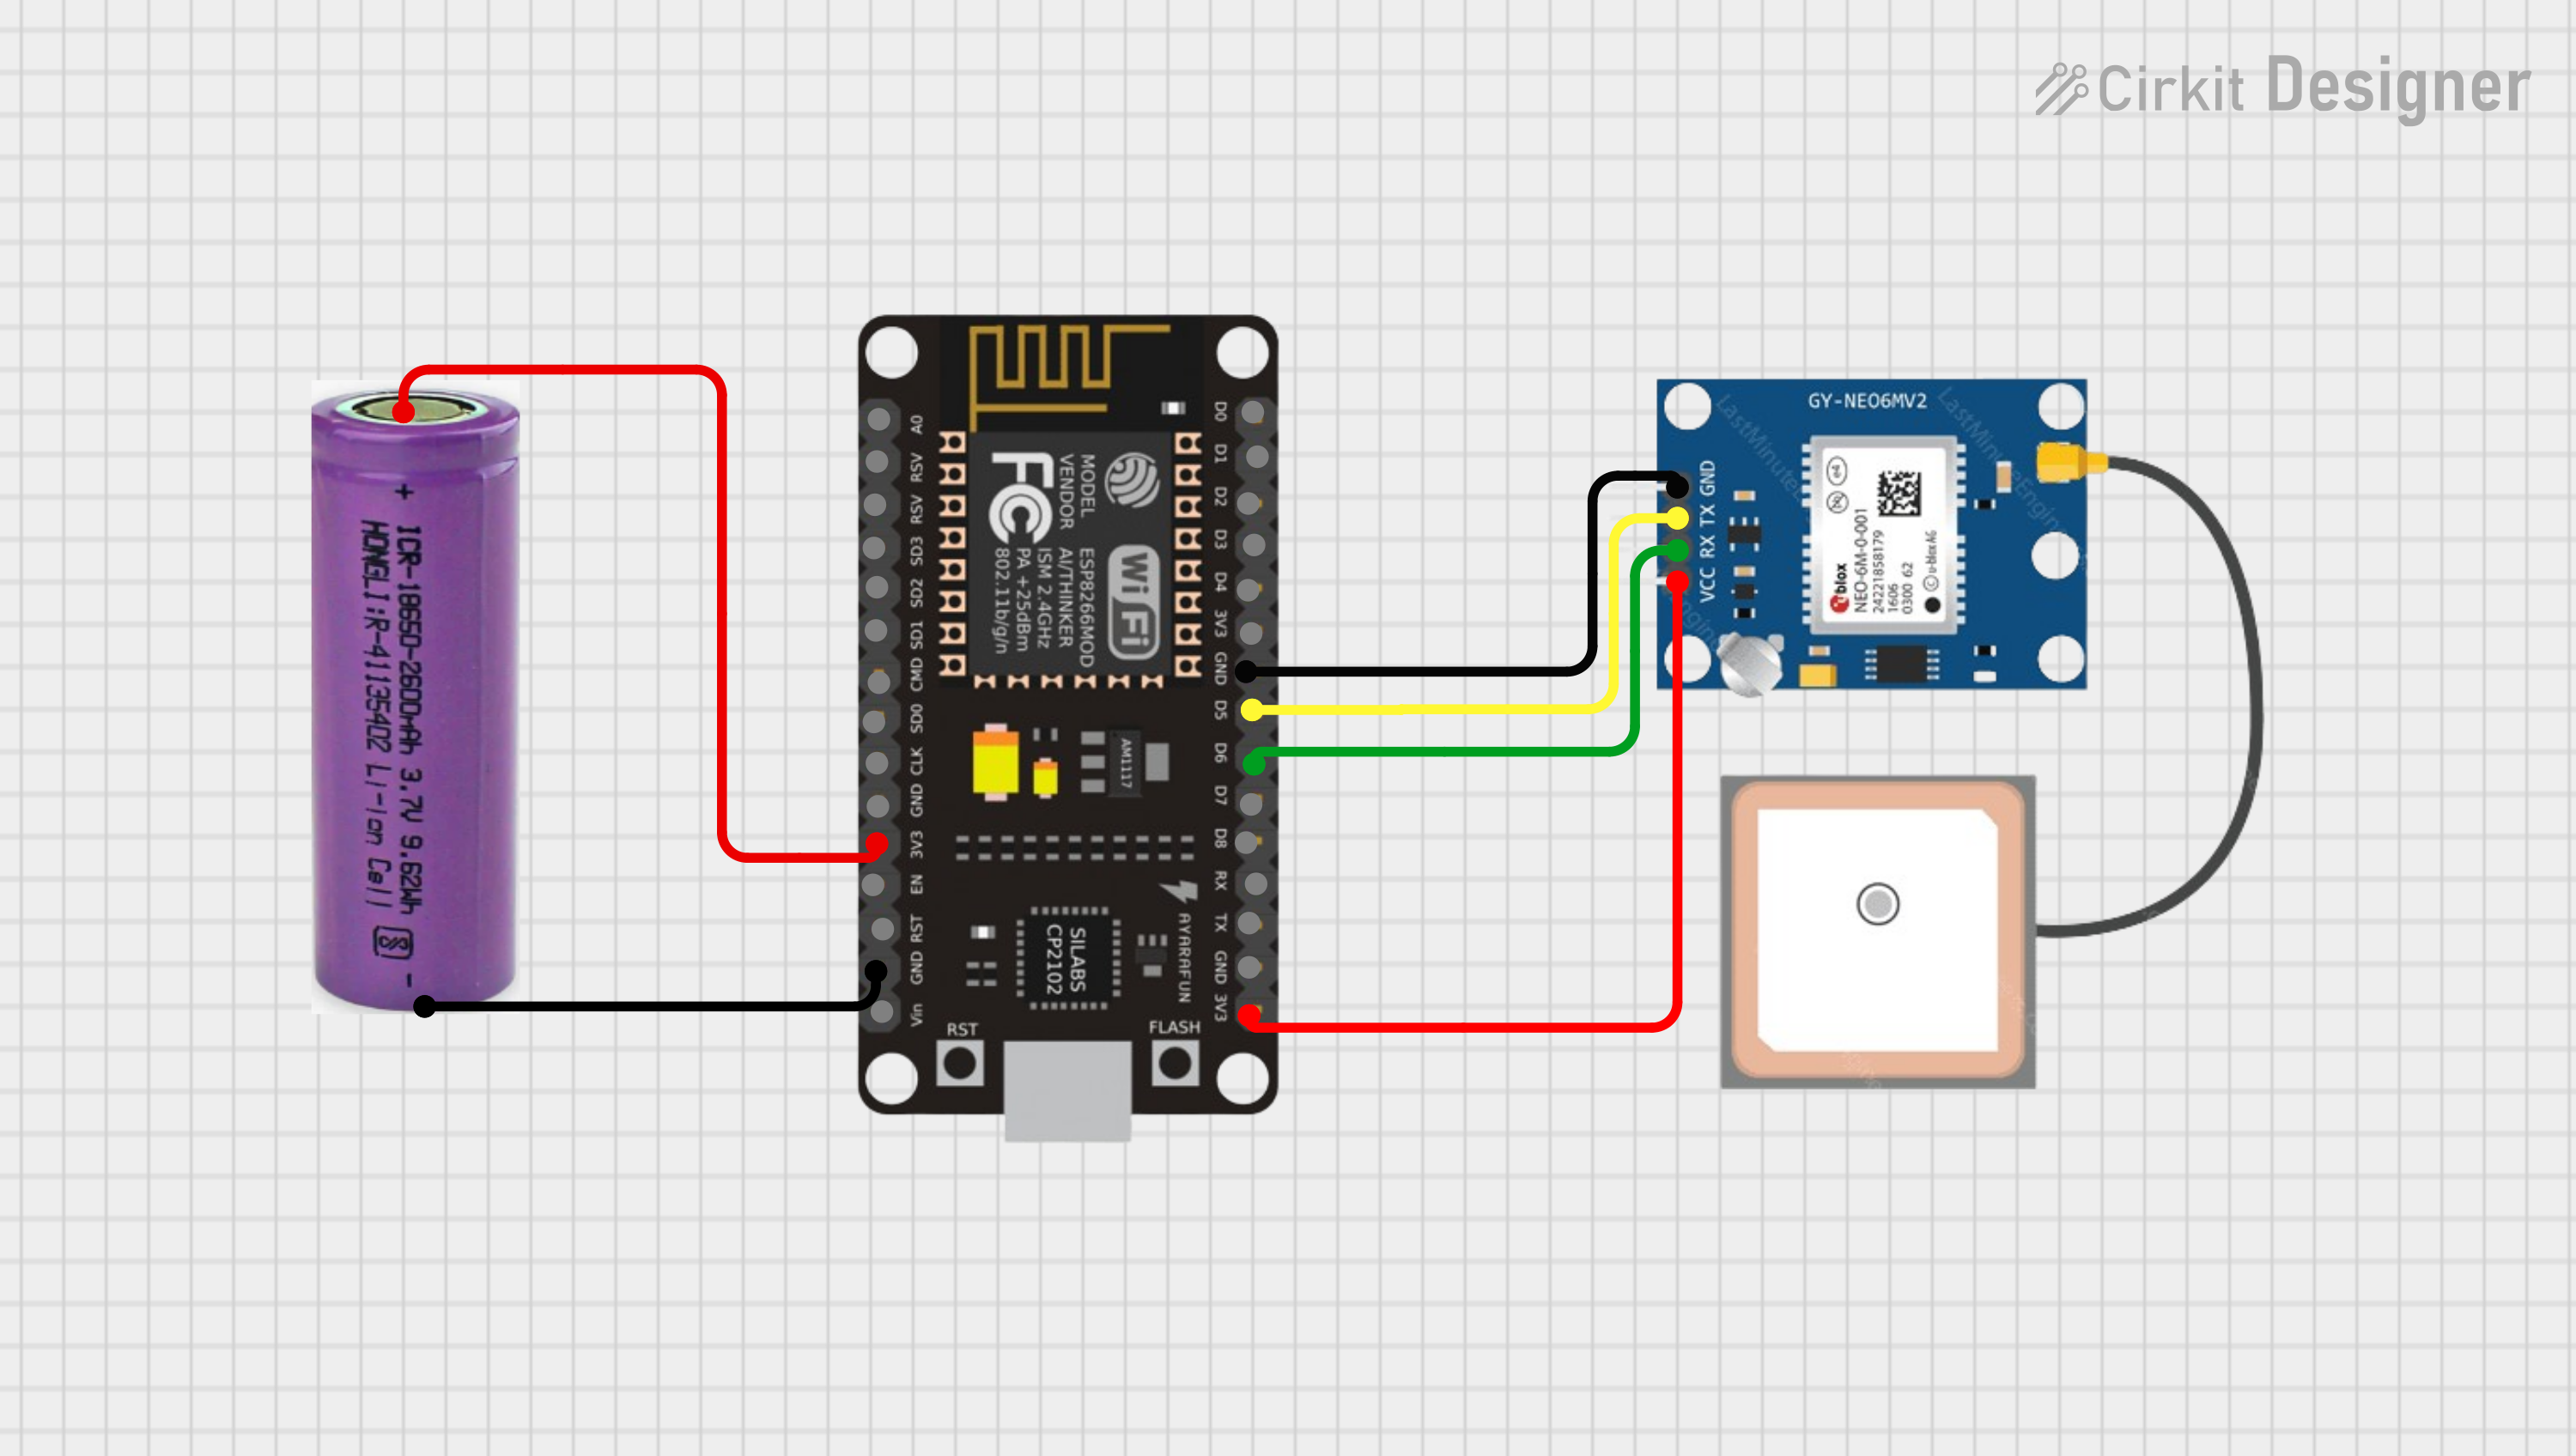 Cirkit Designer
+
ICR-18650-2600mAh 3.7V 9.62Wh
HONGLI:R-41135402 Li-ion Cell
-
A0
RSV
RSV
SD3
SD2
SD1
CMD
SD0
CLK
GND
3V3
EN
RST
GND
Vin
MODEL
VENDOR
ESP8266MOD
AI/THINKER
ISM 2.4GHz
PA +25dBm
802.11b/g/n
FC
Wi Fi
AM1117
SILABS
CP2102
AYARAFUN
RST
FLASH
D0
D1
D2
D3
D4
3V3
GND
D5
D6
D7
D8
RX
TX
GND
3V3
GY-NEO6MV2
GND
TX
RX
VCC
ublox
NEO-6M-0-001
24221858179
1606
0300 62
e4
© u-blox AG